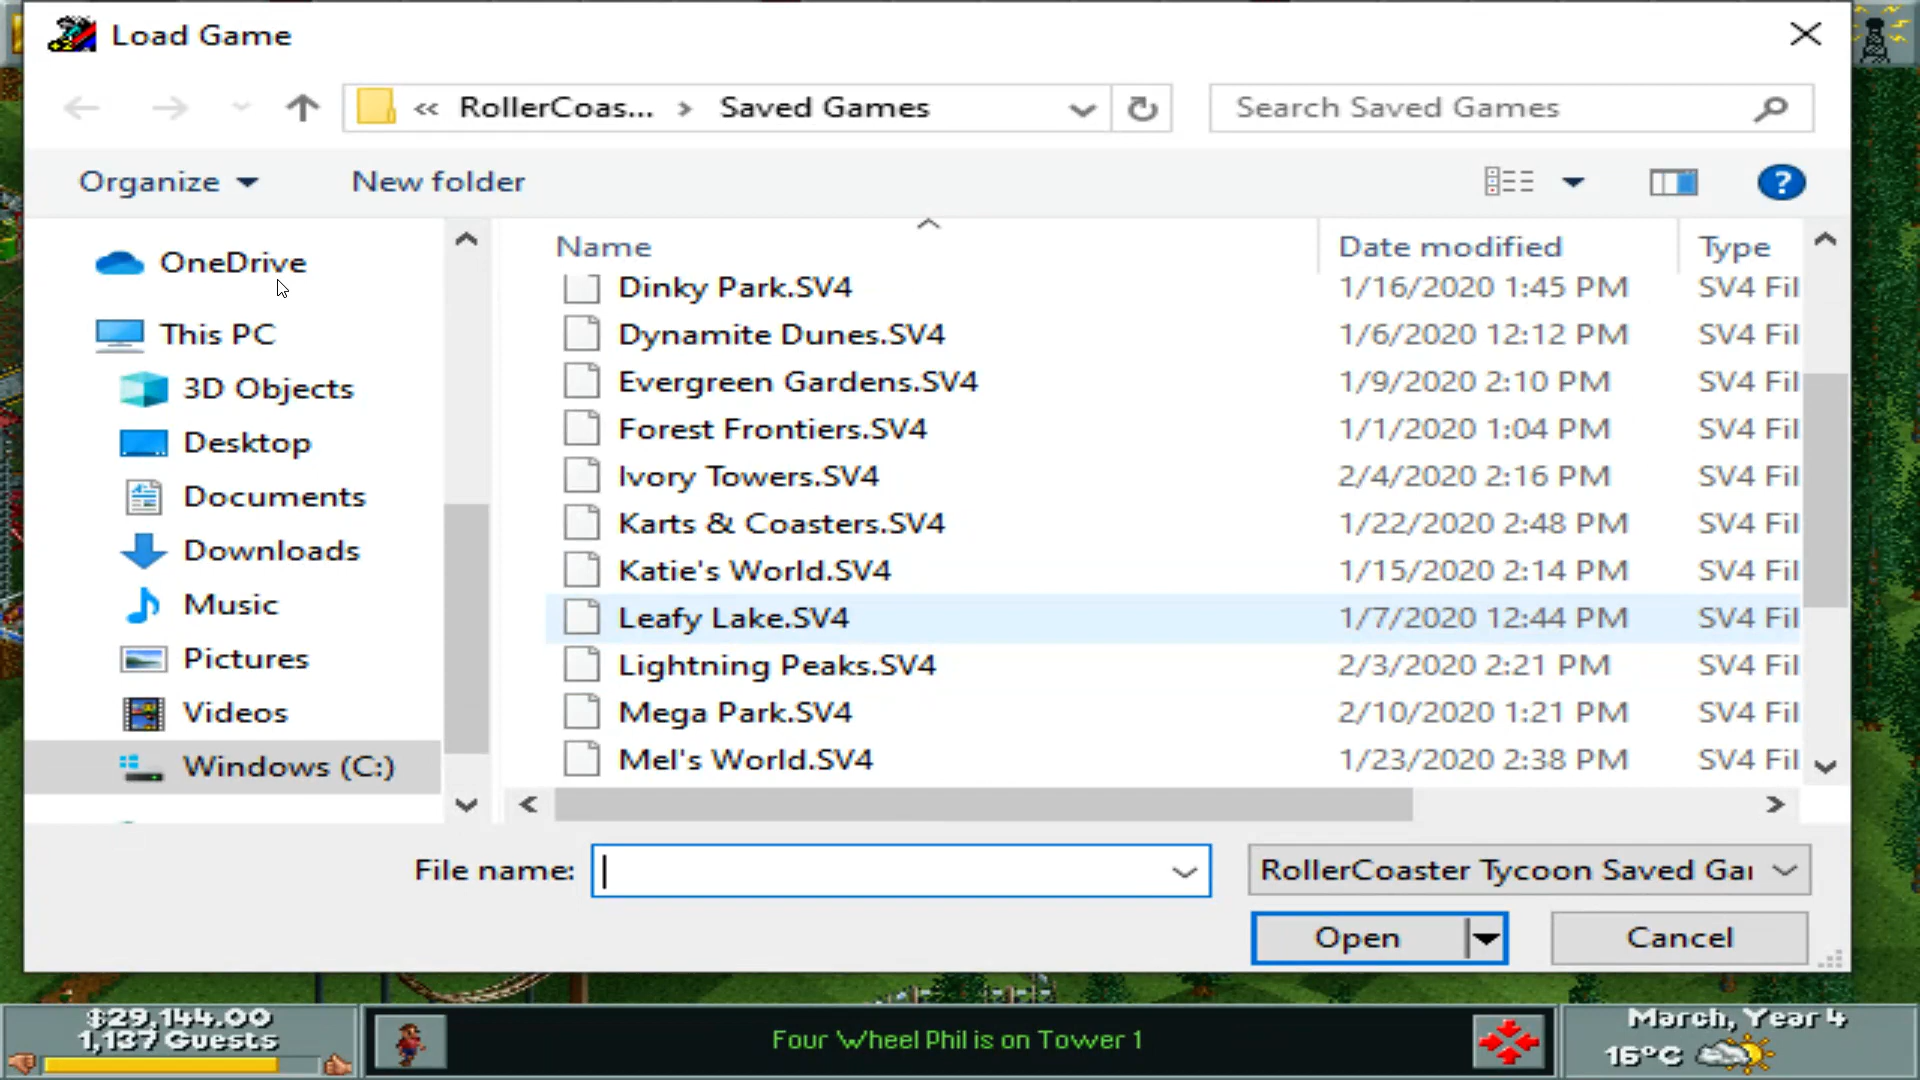 Load Game
« RollerCoas... > Saved Games
Search Saved Games
Organize
New folder
?
OneDrive
This PC
3D Objects
Desktop
Documents
Downloads
Music
Pictures
Videos
Windows (C:)
Name Date modified Type
Dinky Park.SV4 1/16/2020 1:45 PM SV4 Fil
Dynamite Dunes.SV4 1/6/2020 12:12 PM SV4 Fil
Evergreen Gardens.SV4 1/9/2020 2:10 PM SV4 Fil
Forest Frontiers.SV4 1/1/2020 1:04 PM SV4 Fil
Ivory Towers.SV4 2/4/2020 2:16 PM SV4 Fil
Karts & Coasters.SV4 1/22/2020 2:48 PM SV4 Fil
Katie's World.SV4 1/15/2020 2:14 PM SV4 Fil
Leafy Lake.SV4 1/7/2020 12:44 PM SV4 Fil
Lightning Peaks.SV4 2/3/2020 2:21 PM SV4 Fil
Mega Park.SV4 2/10/2020 1:21 PM SV4 Fil
Mel's World.SV4 1/23/2020 2:38 PM SV4 Fil
File name:
RollerCoaster Tycoon Saved Gar
Open
Cancel
$29,144.00
1,137 Guests
Four Wheel Phil is on Tower 1
March, Year 4
16°C